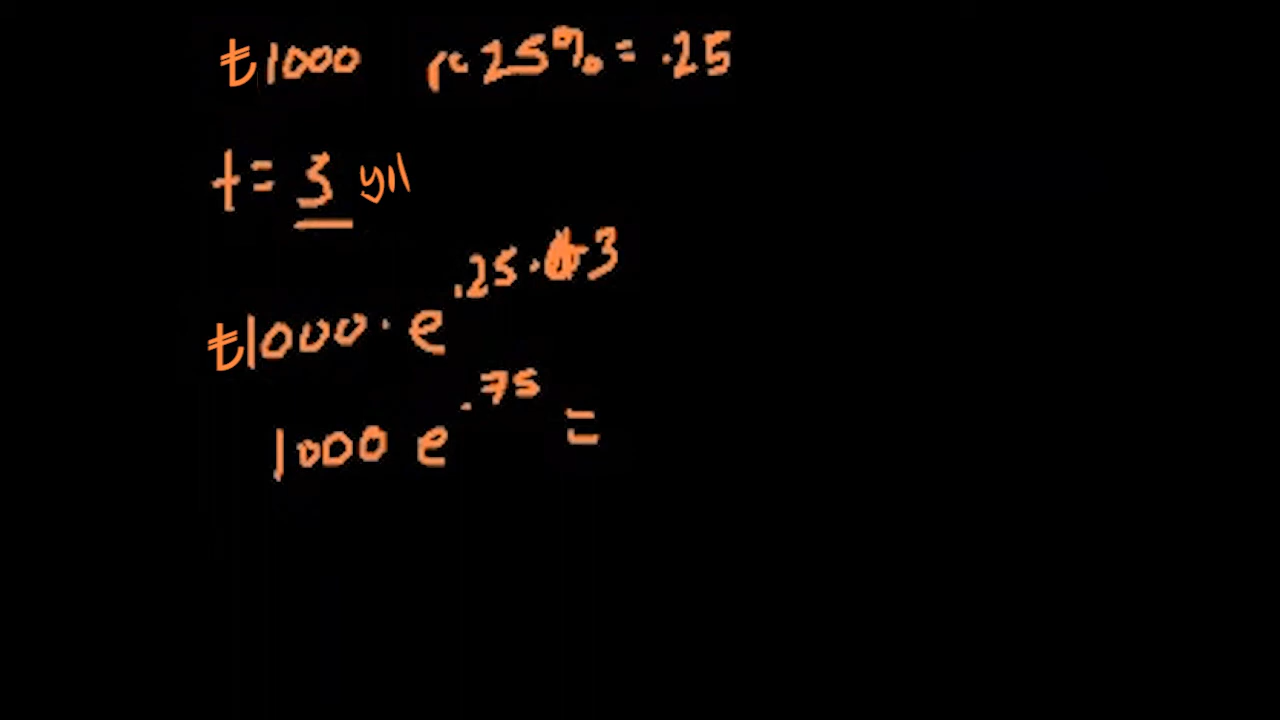 ₺1000 r= 25% = .25
t = 3 yıl
₺1000 · e^.25·3
1000 e^.75 =